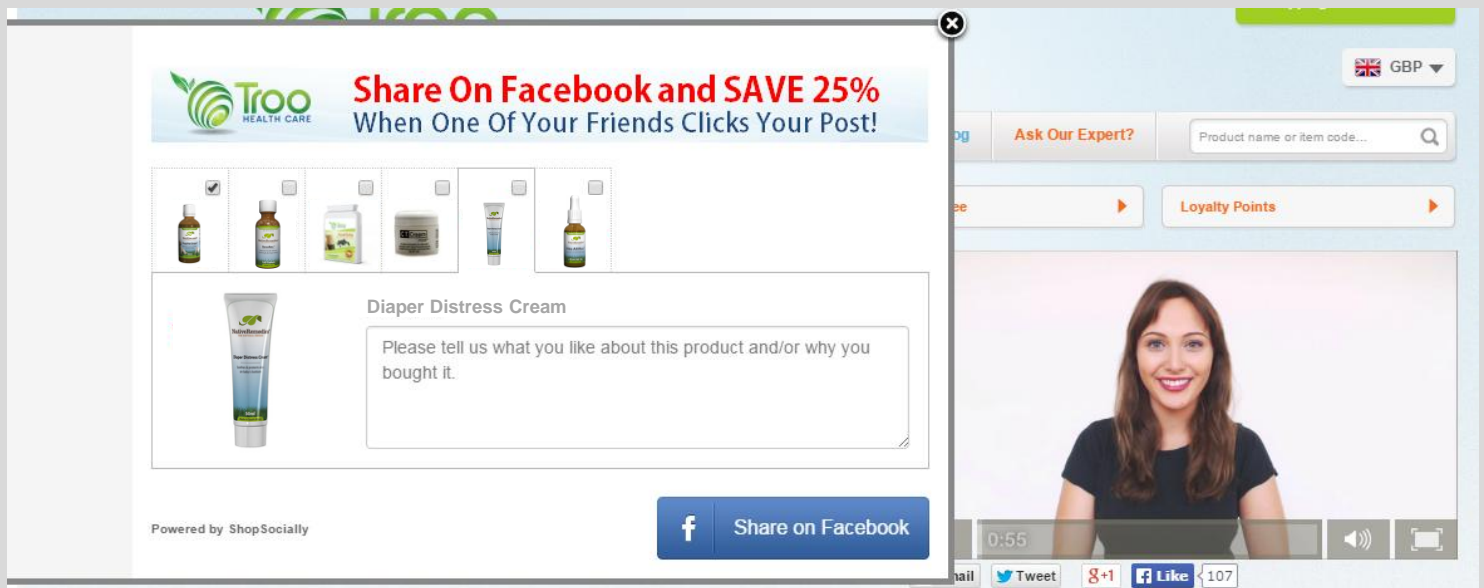 Troo
HEALTH CARE
Share On Facebook and SAVE 25%
When One Of Your Friends Clicks Your Post!
Diaper Distress Cream
Please tell us what you like about this product and/or why you
bought it.
Powered by ShopSocially
f Share on Facebook
GBP
og
Ask Our Expert?
Product name or item code...
ee
Loyalty Points
0:55
ail
Tweet
g+1
f Like
107